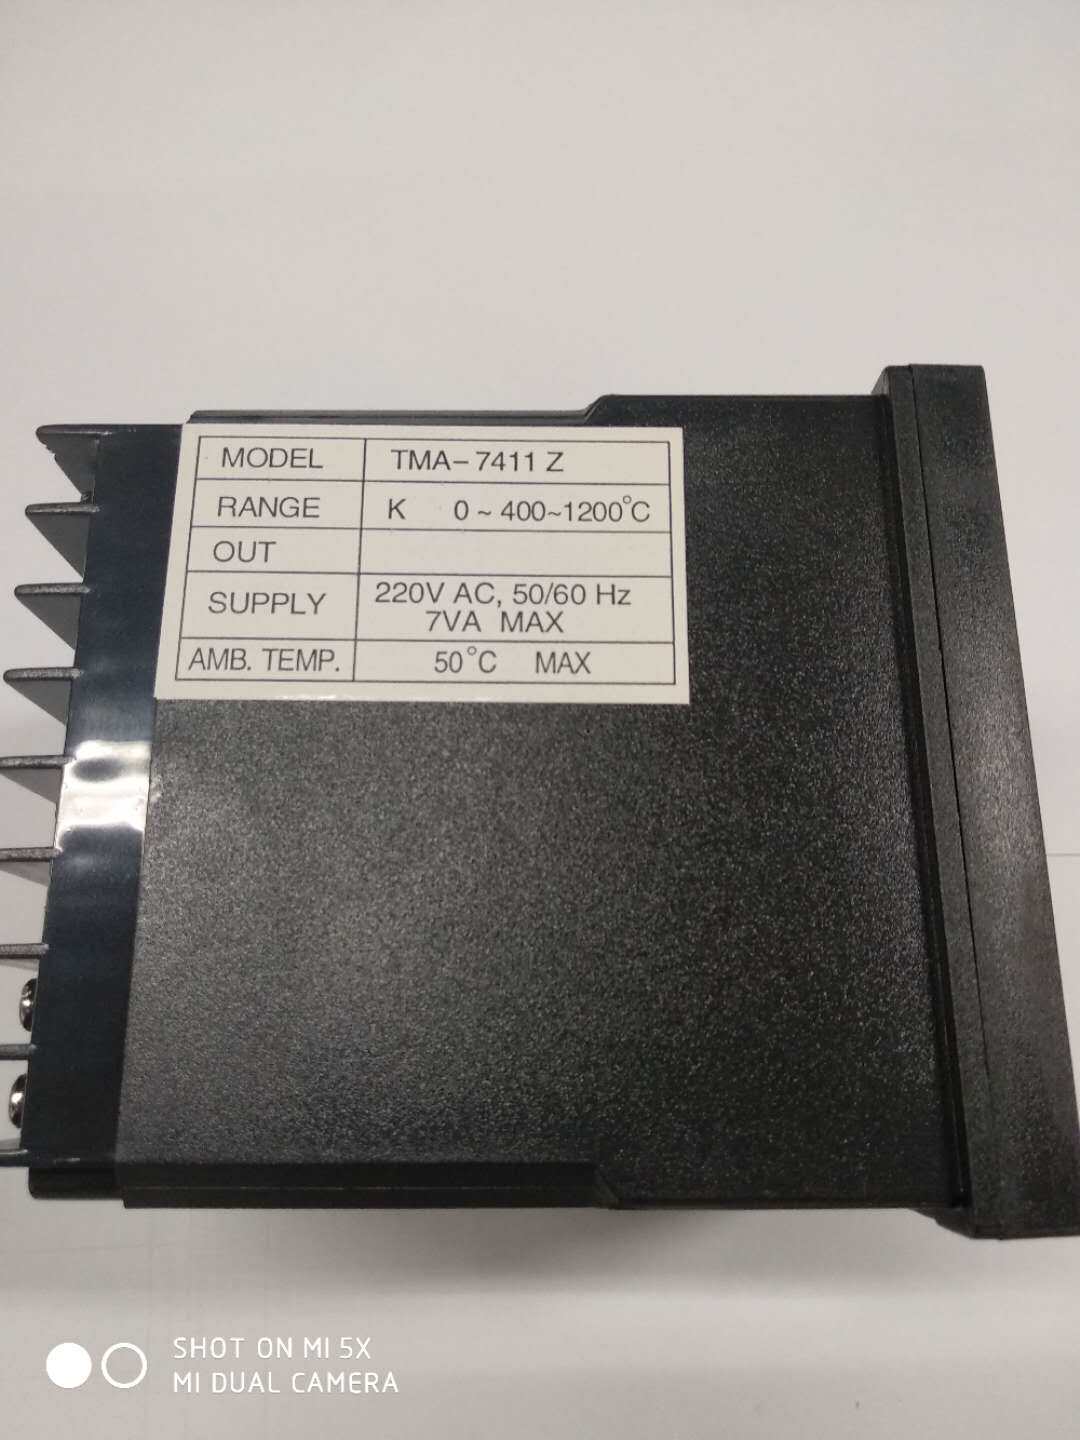 MODEL TMA-7411 Z
RANGE K 0~400~1200°C
OUT
SUPPLY 220V AC, 50/60 Hz
7VA MAX
AMB. TEMP. 50°C MAX
SHOT ON MI 5X
MI DUAL CAMERA